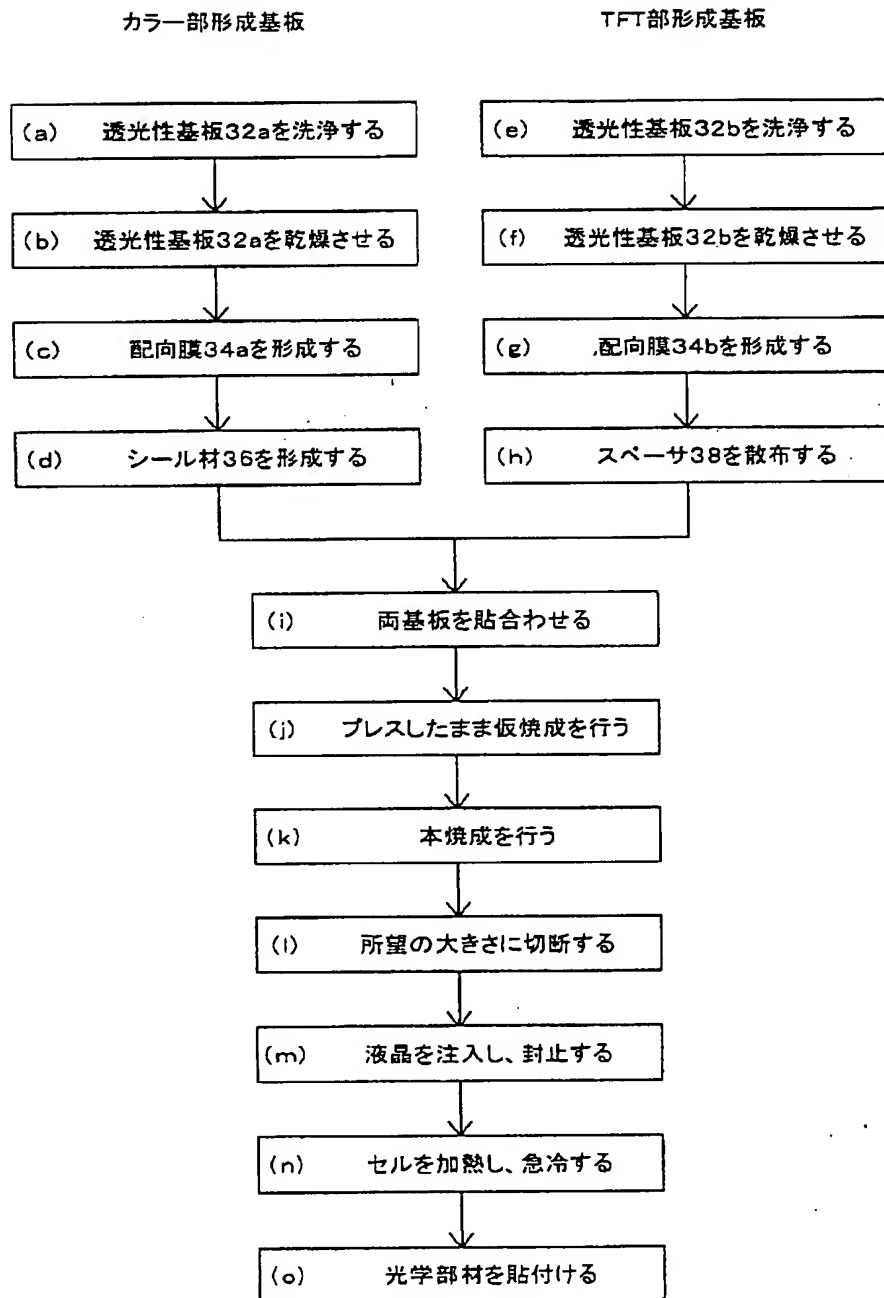 カラー部形成基板
TFT部形成基板
(a) 透光性基板32aを洗浄する
(b) 透光性基板32aを乾燥させる
(c) 配向膜34aを形成する
(d) シール材36を形成する
(e) 透光性基板32bを洗浄する
(f) 透光性基板32bを乾燥させる
(g) 配向膜34bを形成する
(h) スペーサ38を散布する
(i) 両基板を貼合わせる
(j) プレスしたまま仮焼成を行う
(k) 本焼成を行う
(l) 所望の大きさに切断する
(m) 液晶を注入し、封止する
(n) セルを加熱し、急冷する
(o) 光学部材を貼付ける